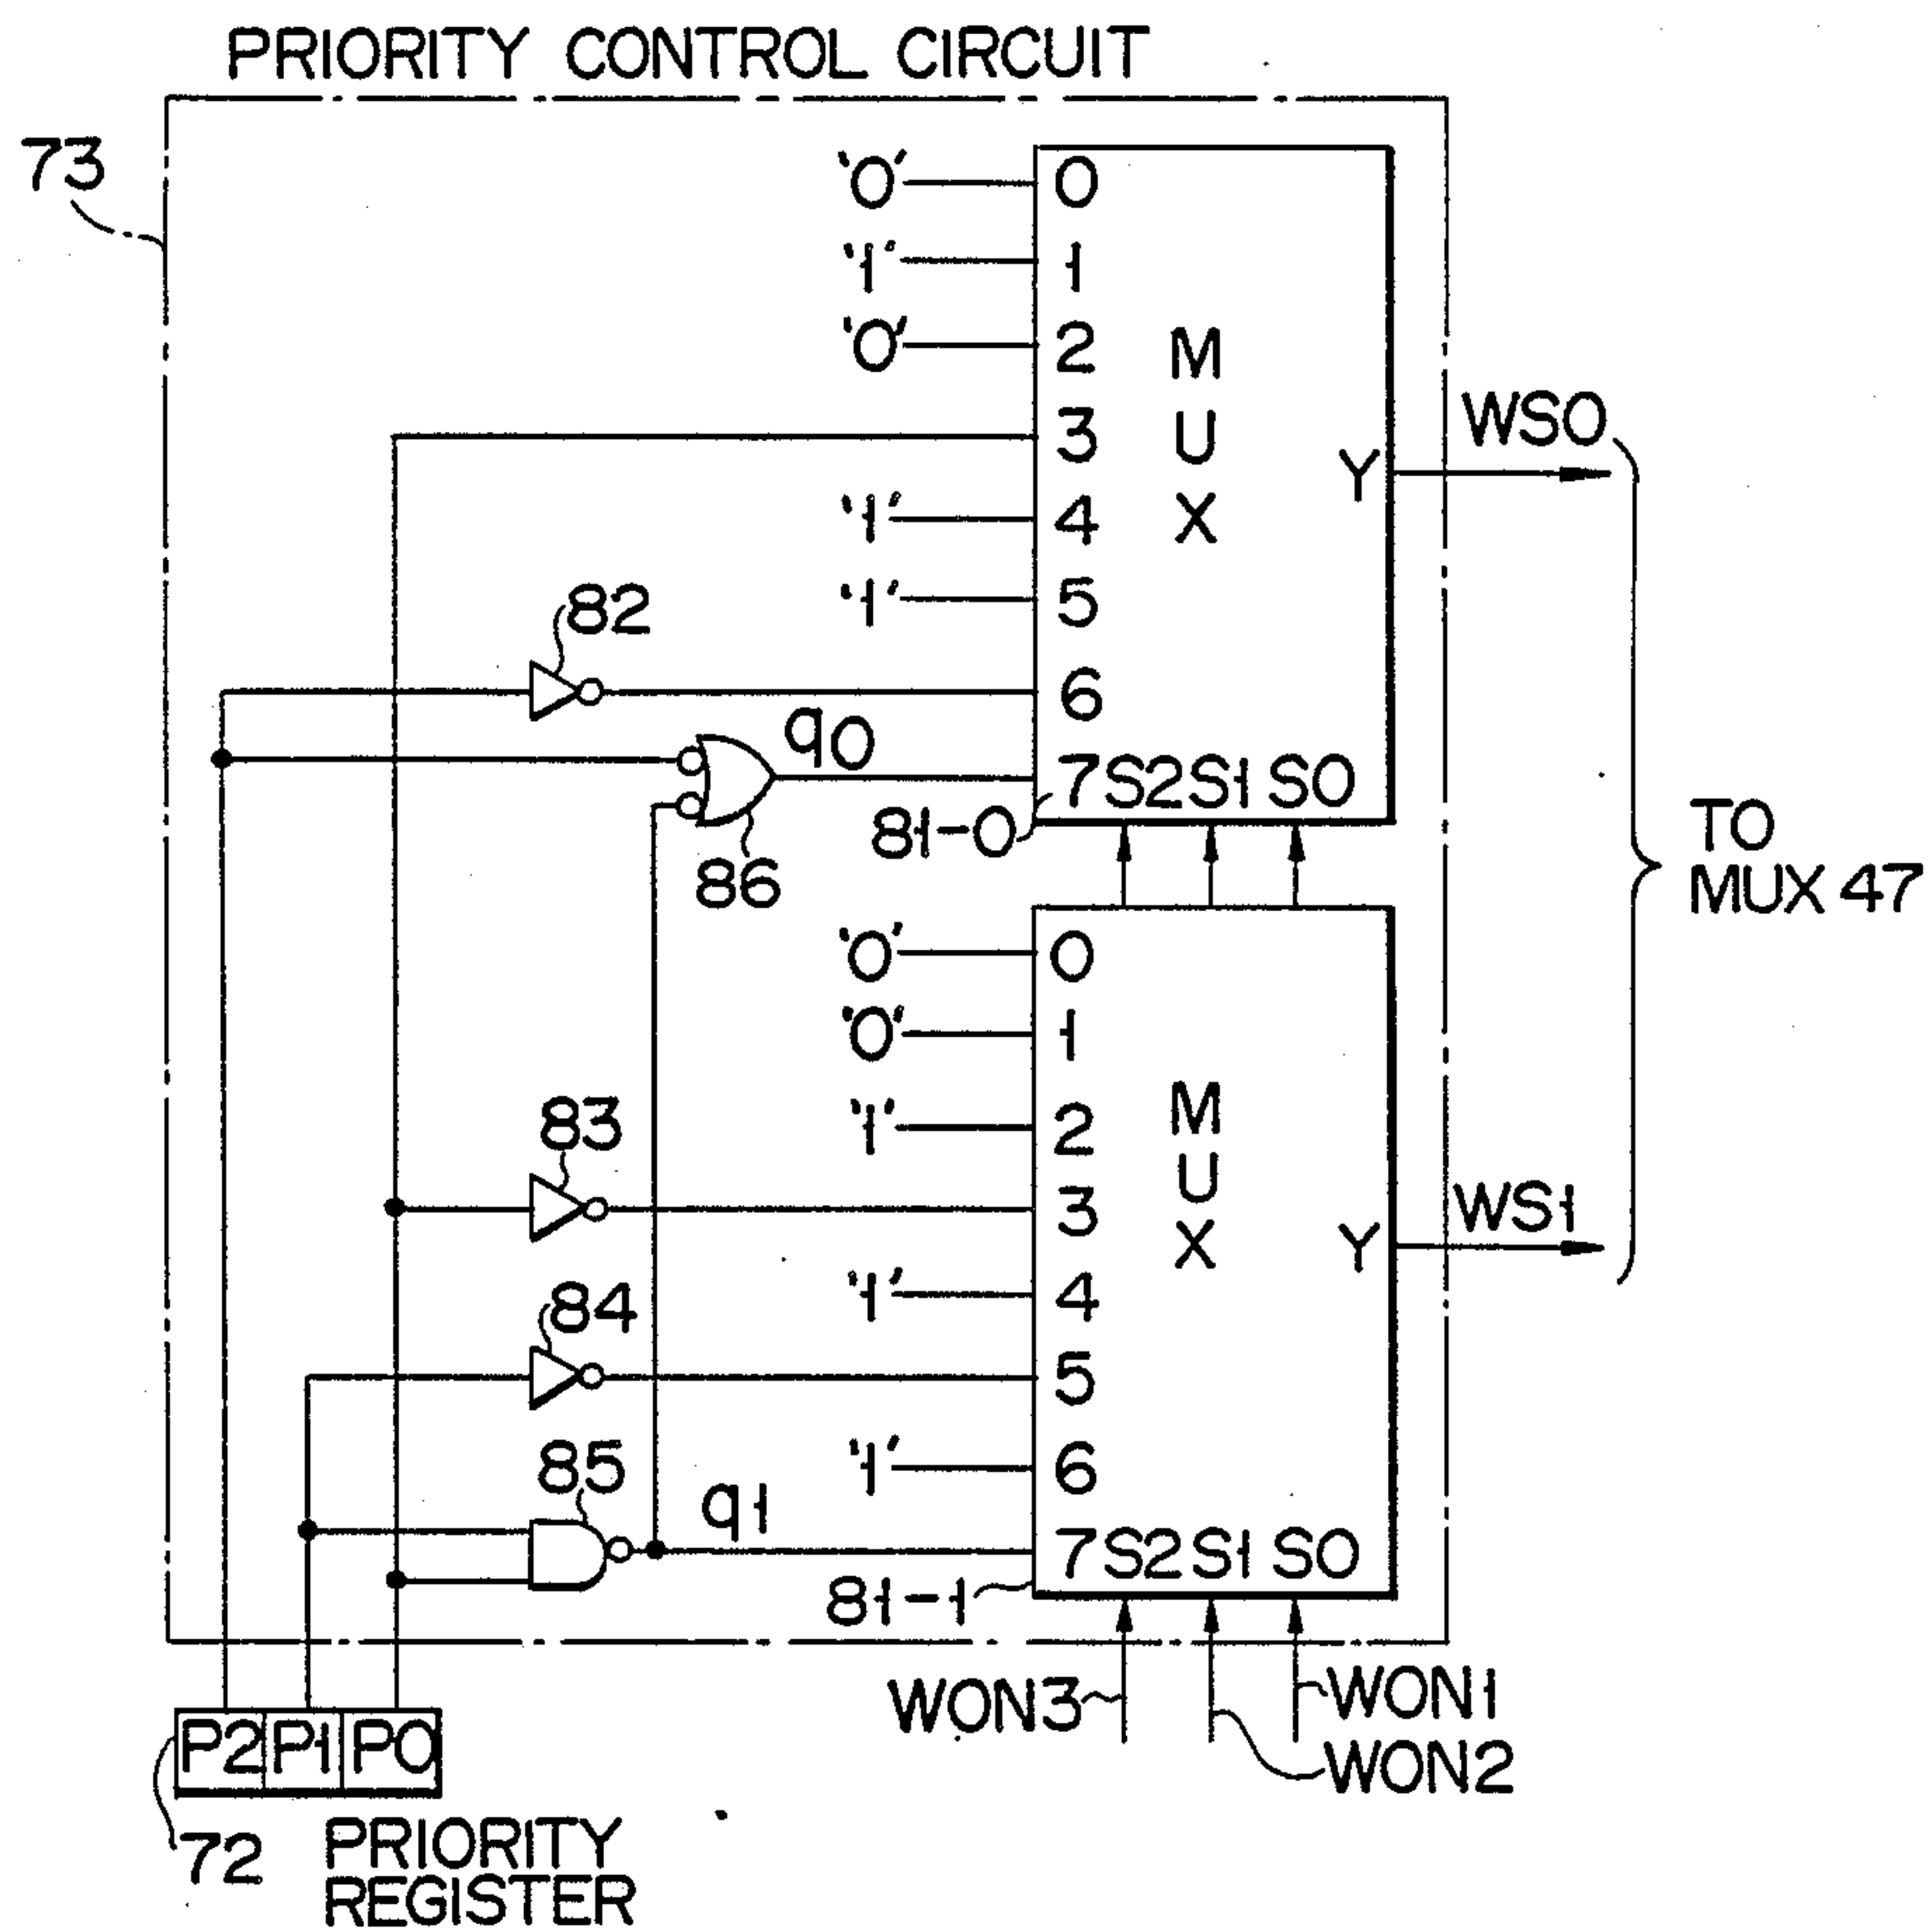 PRIORITY CONTROL CIRCUIT
73
'0' 0
'1' 1
'0' 2
3
'1' 4
'1' 5
6
7 S2 S1 S0
M
U
X
Y
WS0
82
q0
81-0
86
TO
MUX 47
'0' 0
'0' 1
'1' 2
3
'1' 4
5
'1' 6
7 S2 S1 S0
M
U
X
Y
WS1
83
84
85
q1
81-1
WON3
WON1
WON2
P2 P1 P0
72
PRIORITY
REGISTER